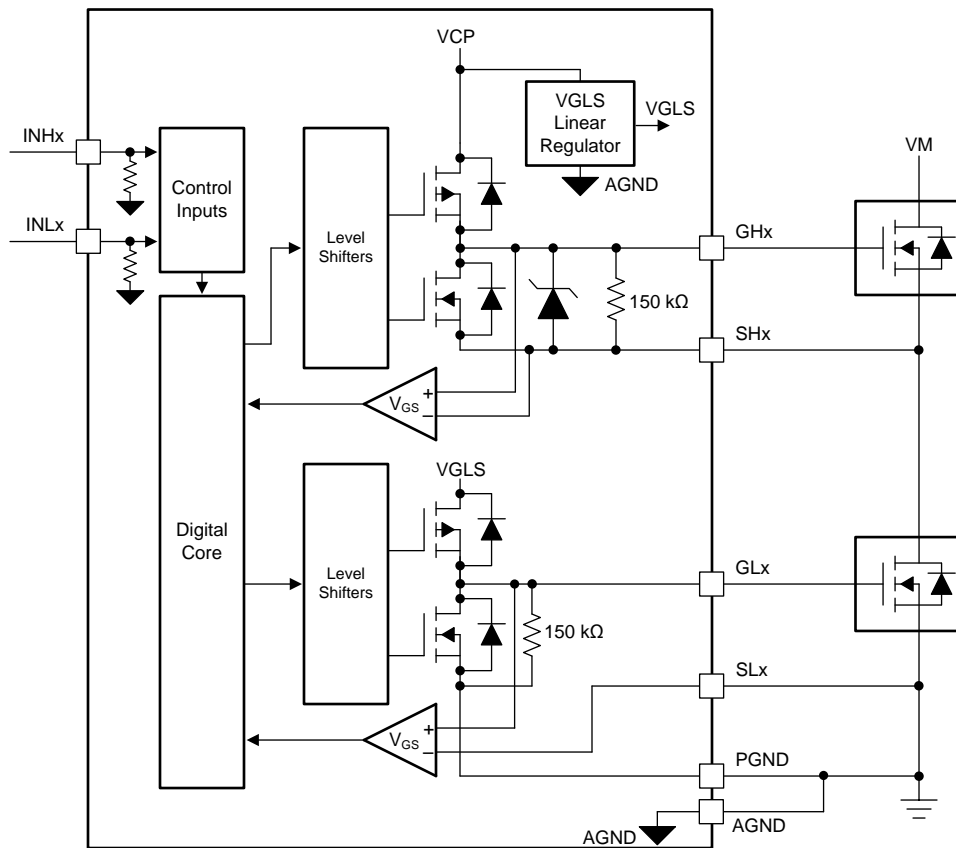 VCP
VGLS
Linear
Regulator
VGLS
AGND
VM
INHx
INLx
Control
Inputs
Level
Shifters
GHx
150 kΩ
SHx
VGS
+
–
Digital
Core
VGLS
Level
Shifters
GLx
150 kΩ
SLx
VGS
+
–
PGND
AGND
AGND